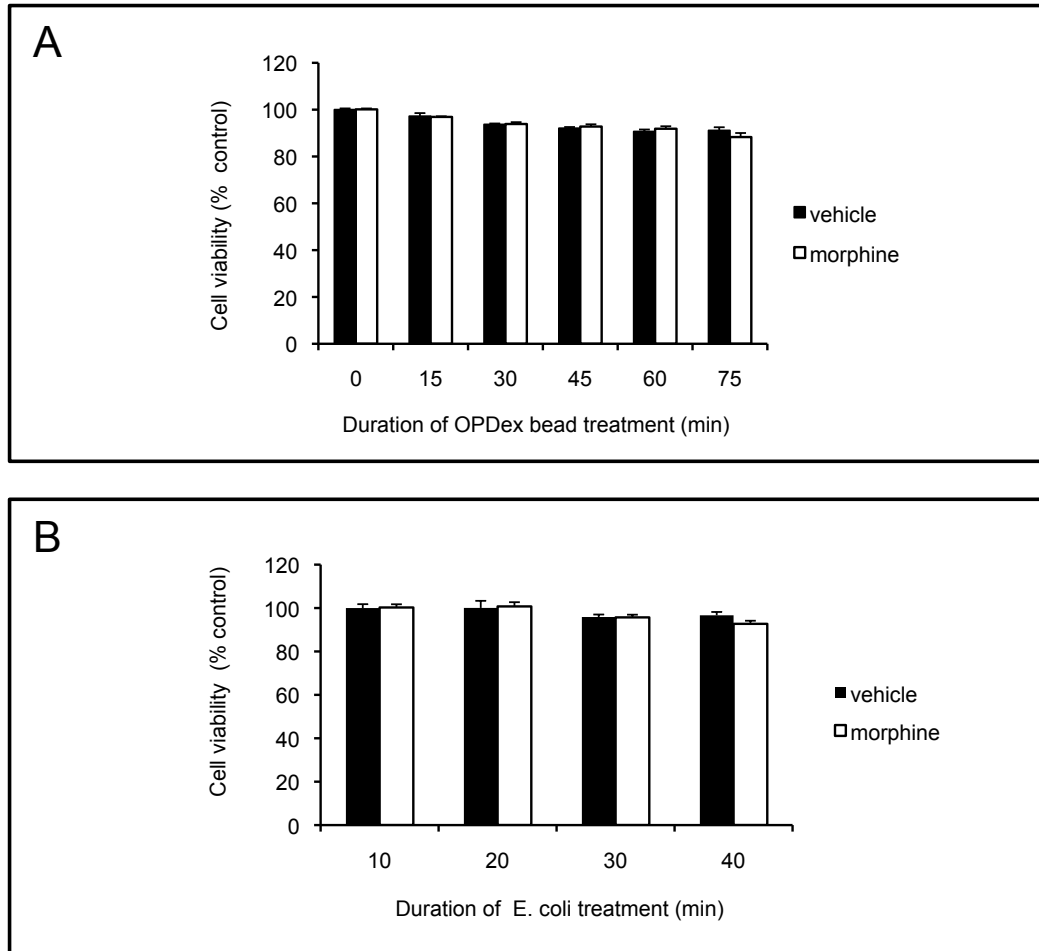 A
120
100
80
60
40
20
0
Cell viability (% control)
0 15 30 45 60 75
Duration of OPDex bead treatment (min)
vehicle
morphine
B
120
100
80
60
40
20
0
Cell viability (% control)
10 20 30 40
Duration of E. coli treatment (min)
vehicle
morphine